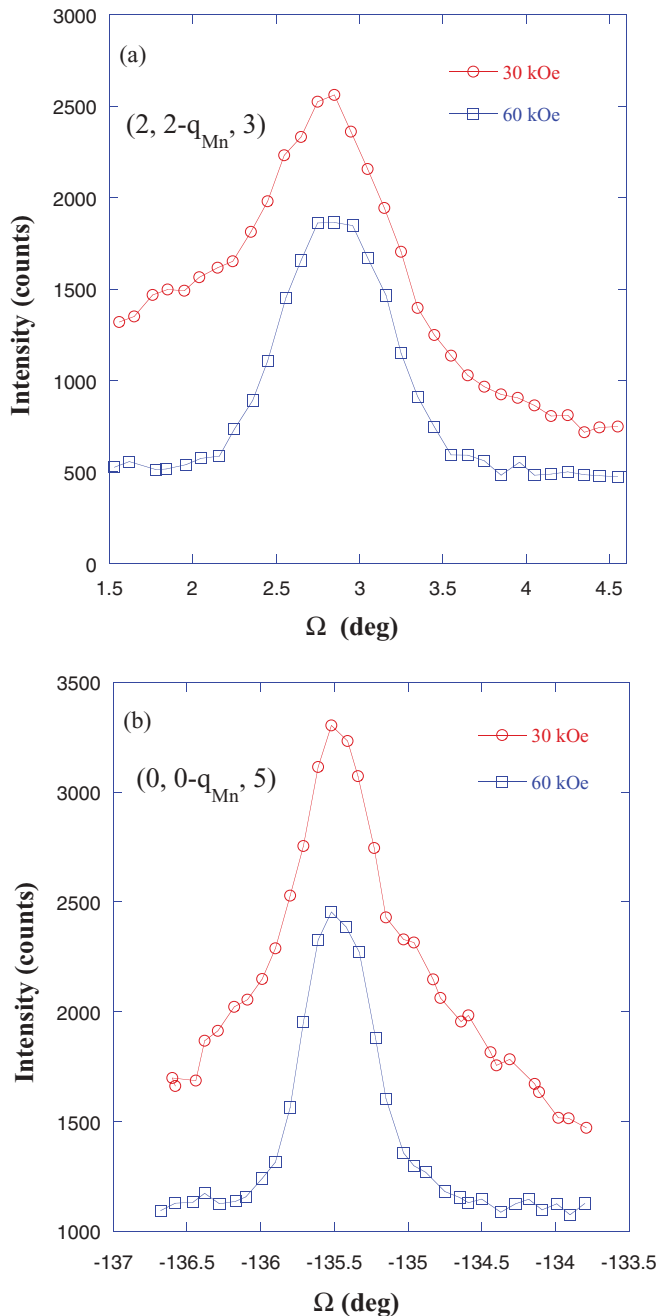 3000
(a)
30 kOe
2500
60 kOe
(2, 2-qMn, 3)
2000
1500
1000
500
0
Intensity (counts)
1.5 2 2.5 3 3.5 4 4.5
Ω (deg)
3500
(b)
30 kOe
3000
60 kOe
(0, 0-qMn, 5)
2500
2000
1500
1000
Intensity (counts)
-137 -136.5 -136 -135.5 -135 -134.5 -134 -133.5
Ω (deg)